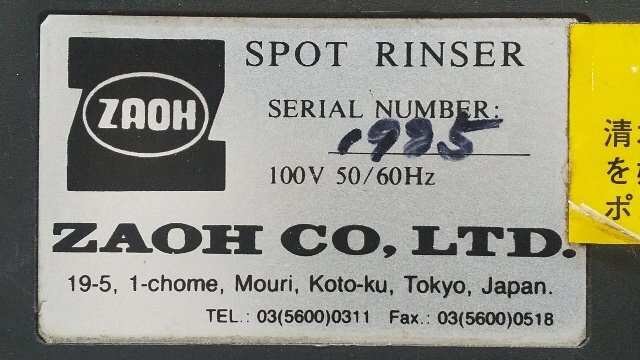 ZAOH
SPOT RINSER
SERIAL NUMBER:
1985
100V 50/60Hz
ZAOH CO, LTD.
19-5, 1-chome, Mouri, Koto-ku, Tokyo, Japan.
TEL.: 03(5600)0311 Fax.: 03(5600)0518
清
を
ポ